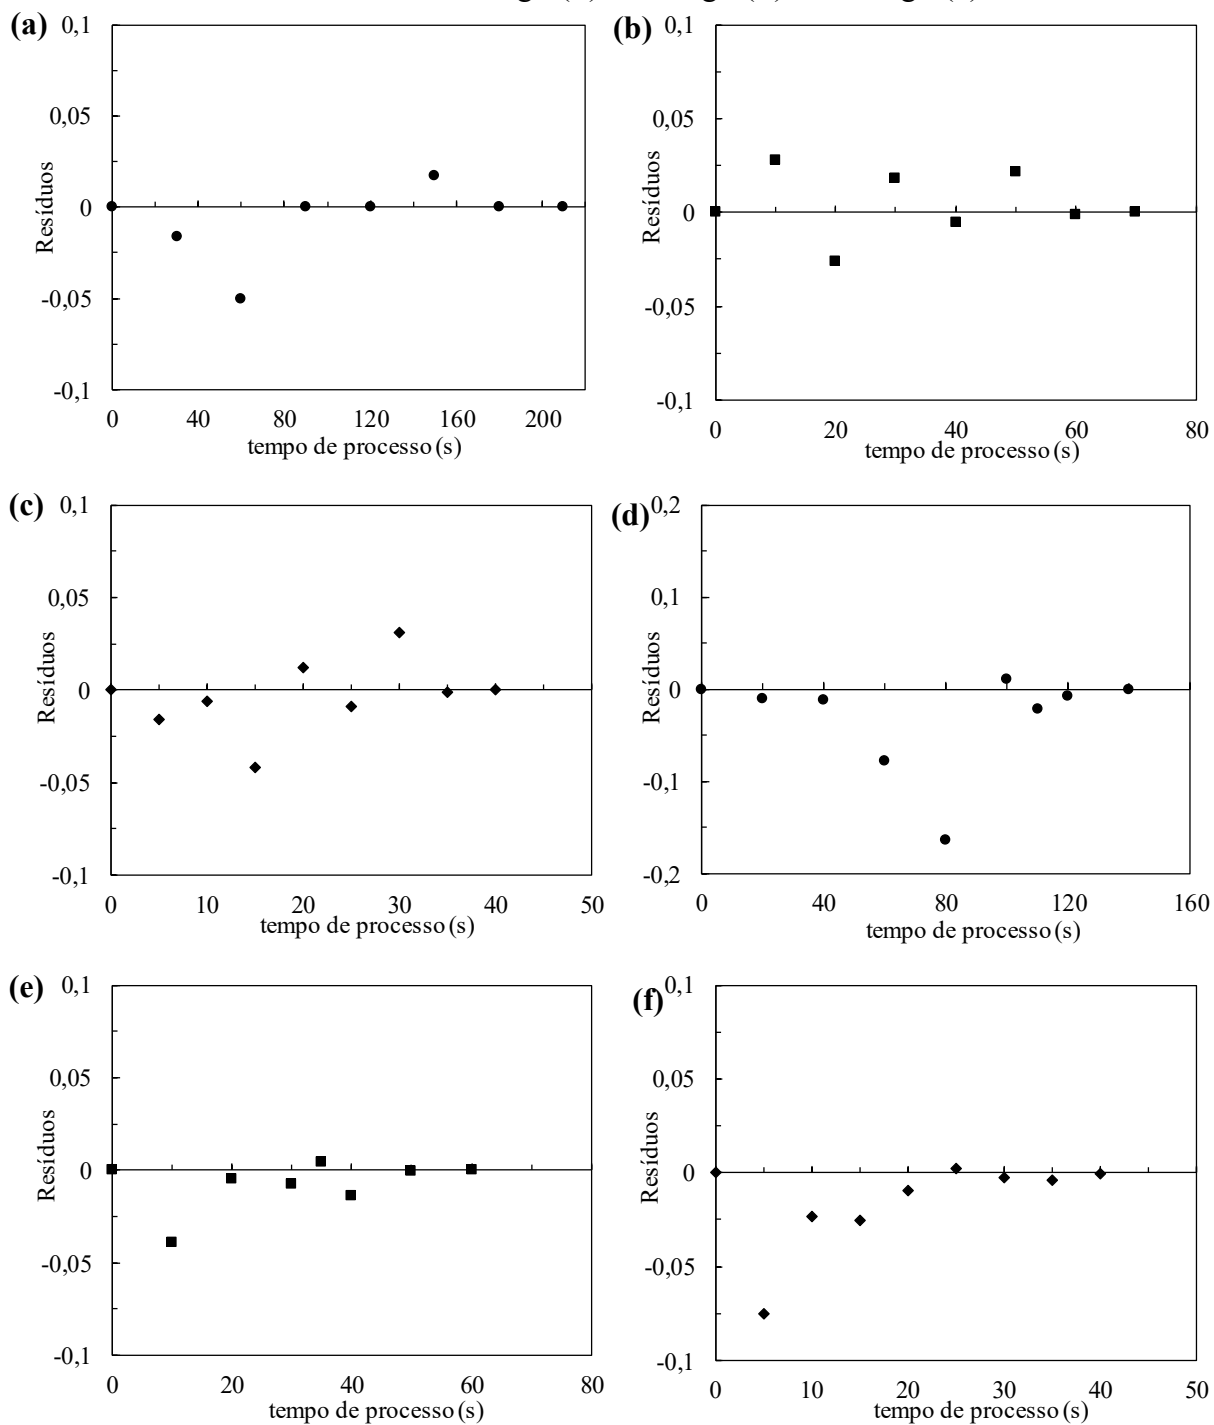 (a)
0,1
0,05
0
-0,05
-0,1
Resíduos
0 40 80 120 160 200
tempo de processo (s)
(b)
0,1
0,05
0
-0,05
-0,1
Resíduos
0 20 40 60 80
tempo de processo (s)
(c)
0,1
0,05
0
-0,05
-0,1
Resíduos
0 10 20 30 40 50
tempo de processo (s)
(d)
0,2
0,1
0
-0,1
-0,2
Resíduos
0 40 80 120 160
tempo de processo (s)
(e)
0,1
0,05
0
-0,05
-0,1
Resíduos
0 20 40 60 80
tempo de processo (s)
(f)
0,1
0,05
0
-0,05
-0,1
Resíduos
0 10 20 30 40 50
tempo de processo (s)